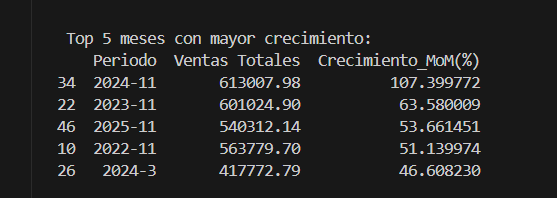 Top 5 meses con mayor crecimiento:
Periodo Ventas Totales Crecimiento_MoM(%)
34 2024-11 613007.98 107.399772
22 2023-11 601024.90 63.580009
46 2025-11 540312.14 53.661451
10 2022-11 563779.70 51.139974
26 2024-3 417772.79 46.608230